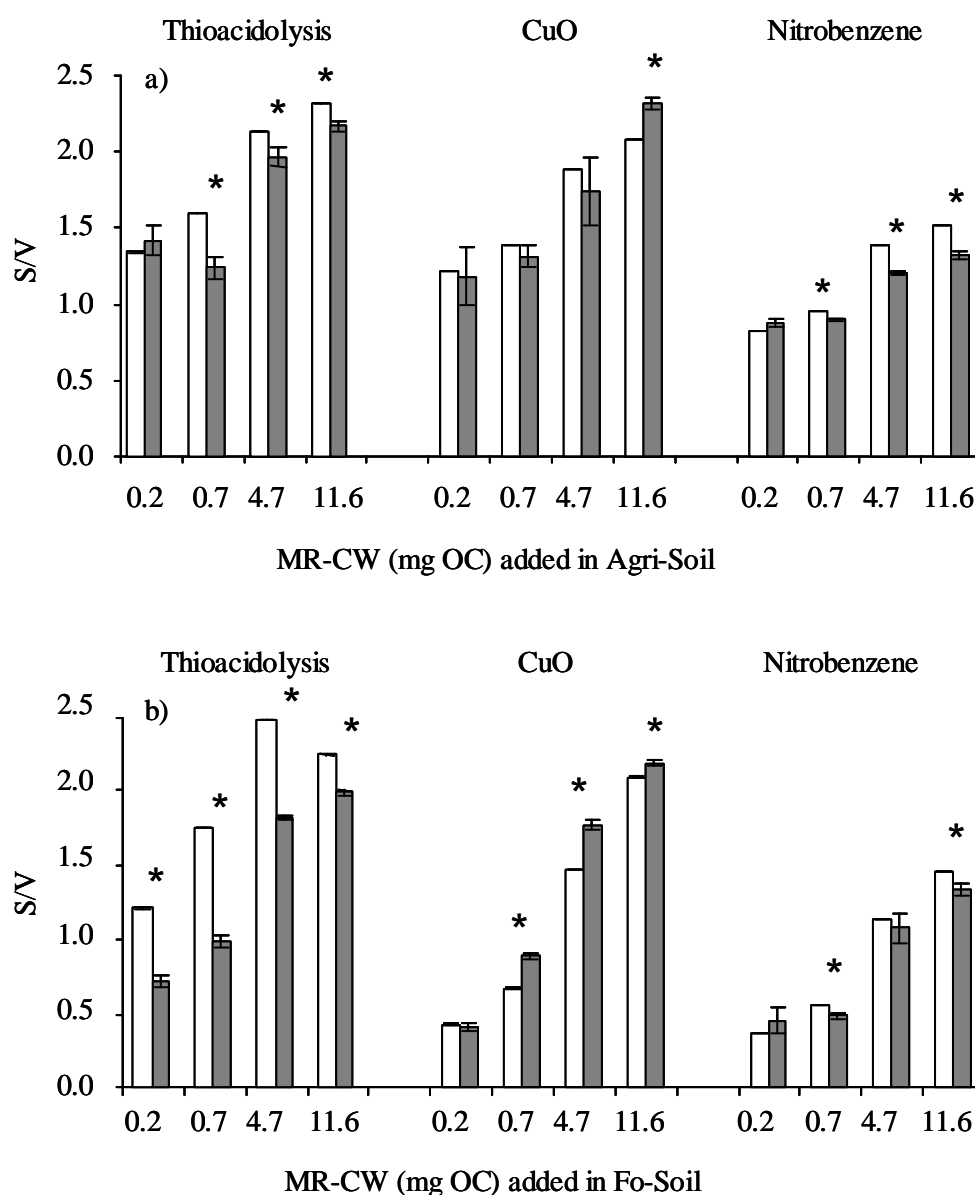 Thioacidolysis CuO Nitrobenzene
a)
2.5
2.0
1.5
1.0
0.5
0.0
S/V
* * * * * * * *
0.2 0.7 4.7 11.6 0.2 0.7 4.7 11.6 0.2 0.7 4.7 11.6
MR-CW (mg OC) added in Agri-Soil
Thioacidolysis CuO Nitrobenzene
b)
2.5
2.0
1.5
1.0
0.5
0.0
S/V
* * * * * * * * *
0.2 0.7 4.7 11.6 0.2 0.7 4.7 11.6 0.2 0.7 4.7 11.6
MR-CW (mg OC) added in Fo-Soil